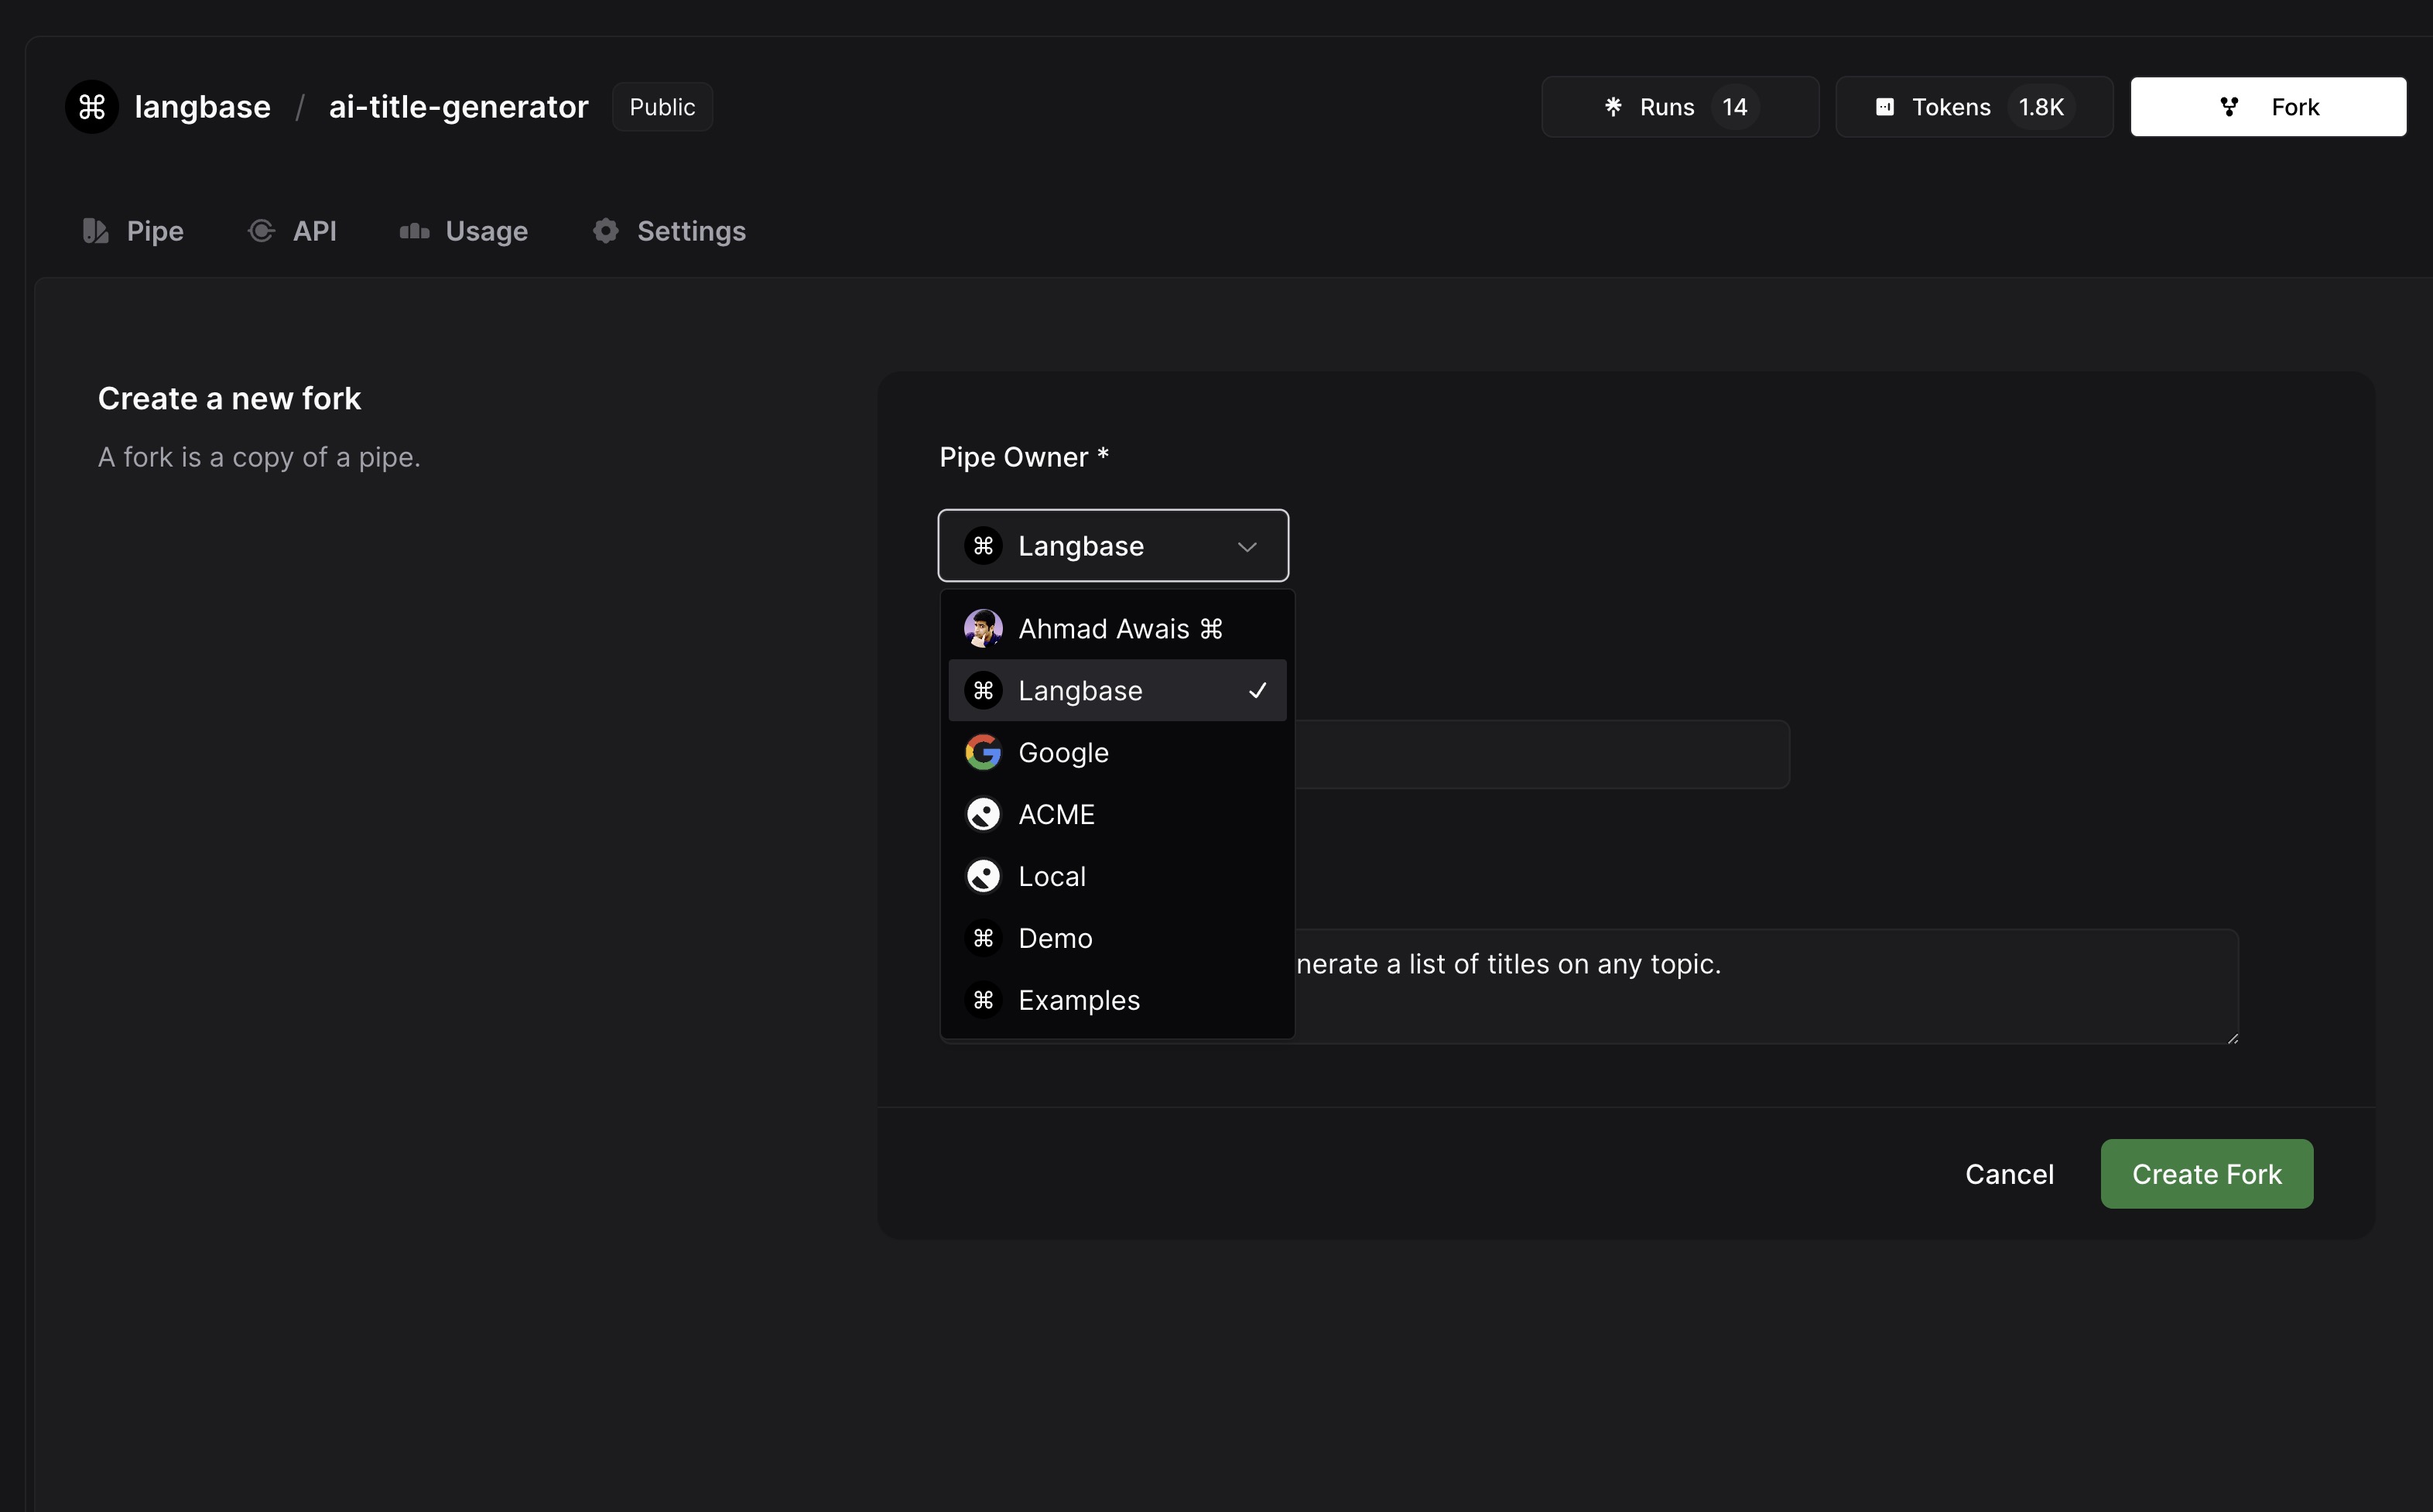 ⌘ langbase / ai-title-generator Public
Runs 14
Tokens 1.8K
Fork
Pipe
API
Usage
Settings
Create a new fork
A fork is a copy of a pipe.
Pipe Owner *
⌘ Langbase
Ahmad Awais ⌘
⌘ Langbase
Google
ACME
Local
⌘ Demo
⌘ Examples
nerate a list of titles on any topic.
Cancel
Create Fork